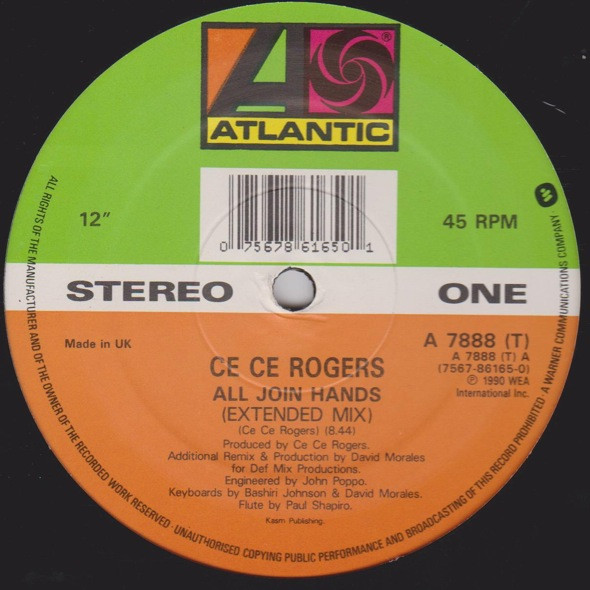 ATLANTIC
®
0 75678 61650 1
12"
45 RPM
STEREO
ONE
Made in UK
A 7888 (T)
A 7888 (T) A
(7567-86165-0)
℗ 1990 WEA
International Inc.
CE CE ROGERS
ALL JOIN HANDS
(EXTENDED MIX)
(Ce Ce Rogers) (8.44)
Produced by Ce Ce Rogers.
Additional Remix & Production by David Morales
for Def Mix Productions.
Engineered by John Poppo.
Keyboards by Bashiri Johnson & David Morales.
Flute by Paul Shapiro.
Kasm Publishing.
ALL RIGHTS OF THE MANUFACTURER AND OF THE OWNER OF THE RECORDED WORK RESERVED · UNAUTHORISED COPYING PUBLIC PERFORMANCE AND BROADCASTING OF THIS RECORD PROHIBITED · A WARNER COMMUNICATIONS COMPANY